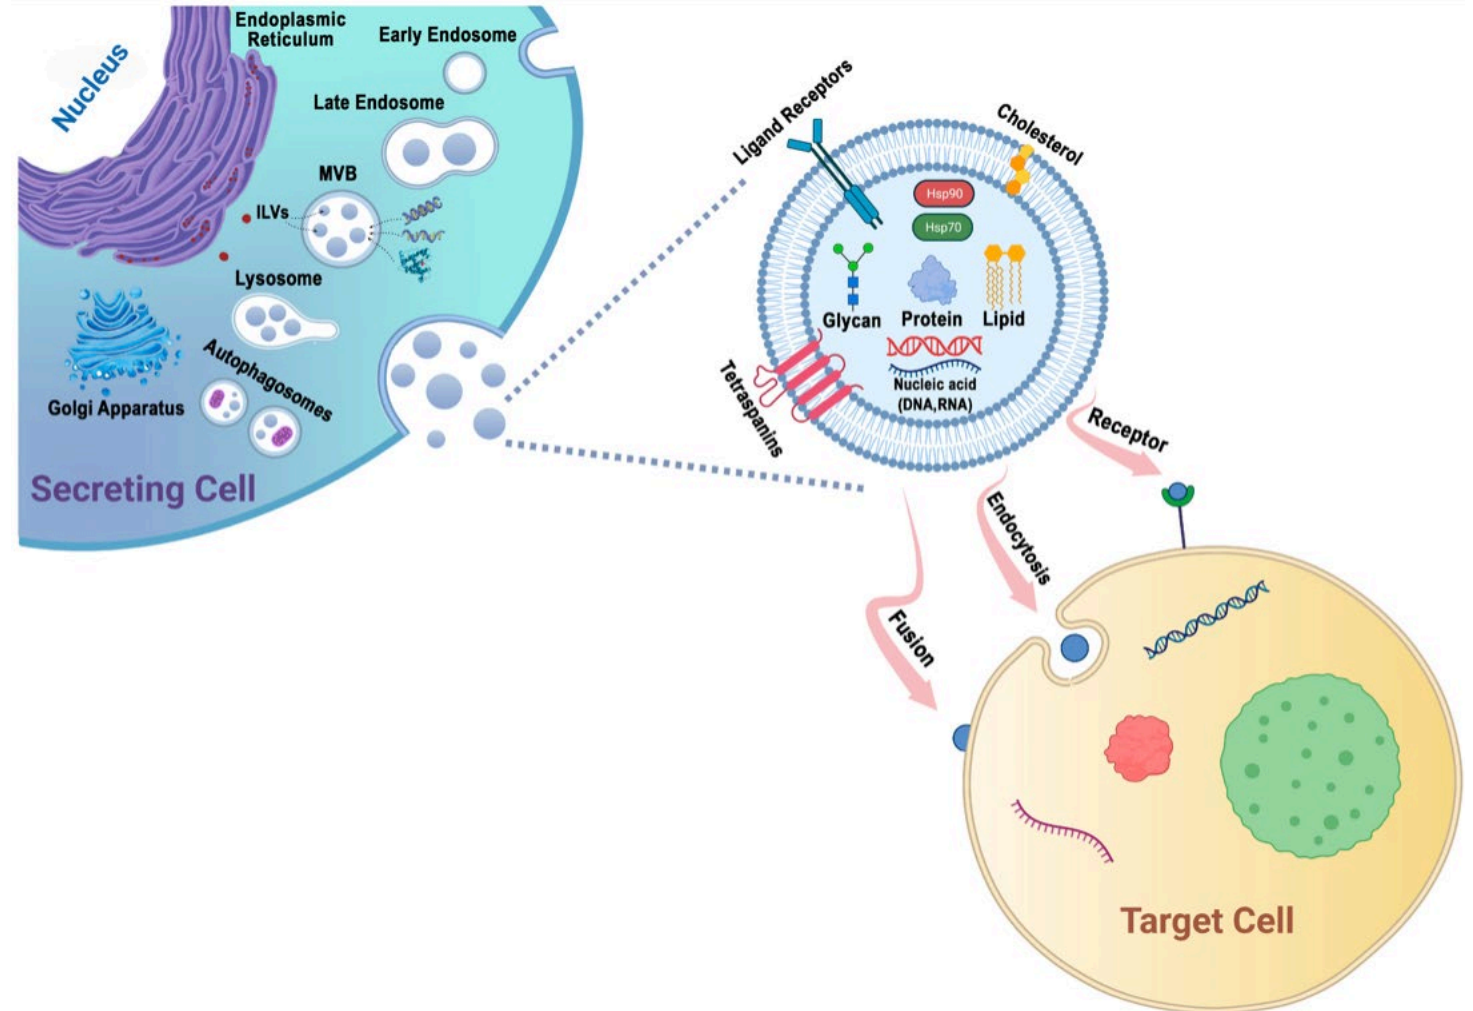 Nucleus
Endoplasmic
Reticulum
Early Endosome
Late Endosome
MVB
ILVs
Lysosome
Autophagosomes
Golgi Apparatus
Secreting Cell
Ligand Receptors
Cholesterol
Hsp90
Hsp70
Glycan
Protein
Lipid
Nucleic acid
(DNA,RNA)
Tetraspanins
Receptor
Endocytosis
Fusion
Target Cell